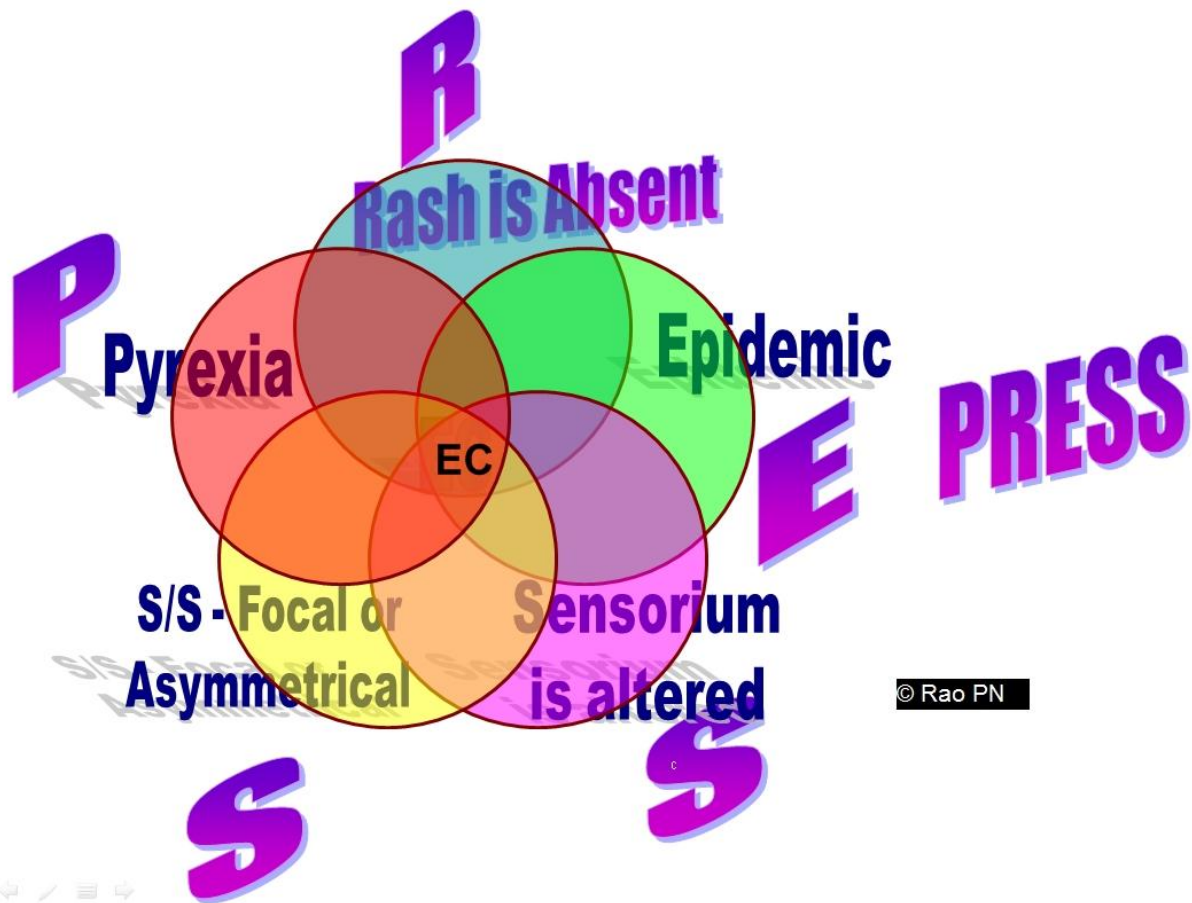 R
Rash is Absent
P
Pyrexia
Epidemic
E
PRESS
EC
S/S - Focal or
Asymmetrical
Sensorium
is altered
© Rao PN
S
c
S